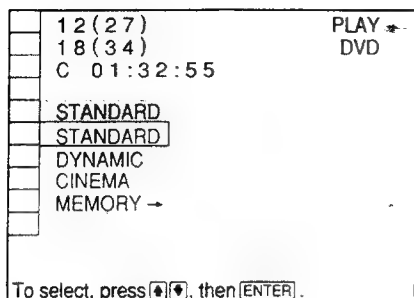 12(27) PLAY
18(34) DVD
C 01:32:55
STANDARD
STANDARD
DYNAMIC
CINEMA
MEMORY →
To select, press ↑ ↓, then ENTER.